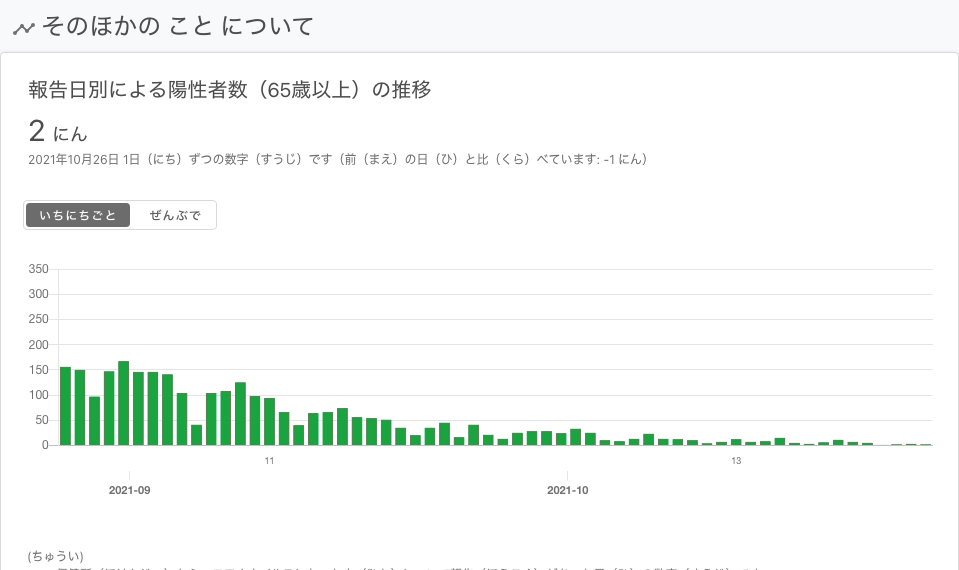 そのほかの こと について
報告日別による陽性者数（65歳以上）の推移
2 にん
2021年10月26日 1日（にち）ずつの数字（すうじ）です（前（まえ）の日（ひ）と比（くら）べています: -1 にん）
いちにちごと ぜんぶで
350
300
250
200
150
100
50
0
11 13
2021-09 2021-10
(ちゅうい)